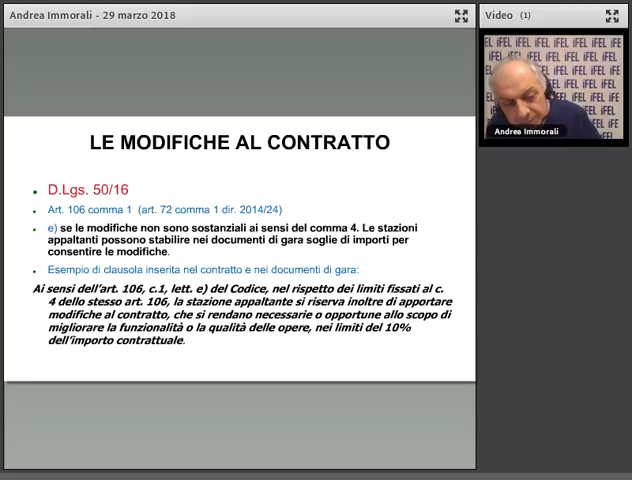 Andrea Immorali - 29 marzo 2018
Video (1)
LE MODIFICHE AL CONTRATTO
D.Lgs. 50/16
Art. 106 comma 1 (art. 72 comma 1 dir. 2014/24)
e) se le modifiche non sono sostanziali ai sensi del comma 4. Le stazioni
appaltanti possono stabilire nei documenti di gara soglie di importi per
consentire le modifiche.
Esempio di clausola inserita nel contratto e nei documenti di gara:
Ai sensi dell'art. 106, c.1, lett. e) del Codice, nel rispetto dei limiti fissati al c.
4 dello stesso art. 106, la stazione appaltante si riserva inoltre di apportare
modifiche al contratto, che si rendano necessarie o opportune allo scopo di
migliorare la funzionalità o la qualità delle opere, nei limiti del 10%
dell'importo contrattuale.
iFEL iFEL iFEL iFEL
Andrea Immorali